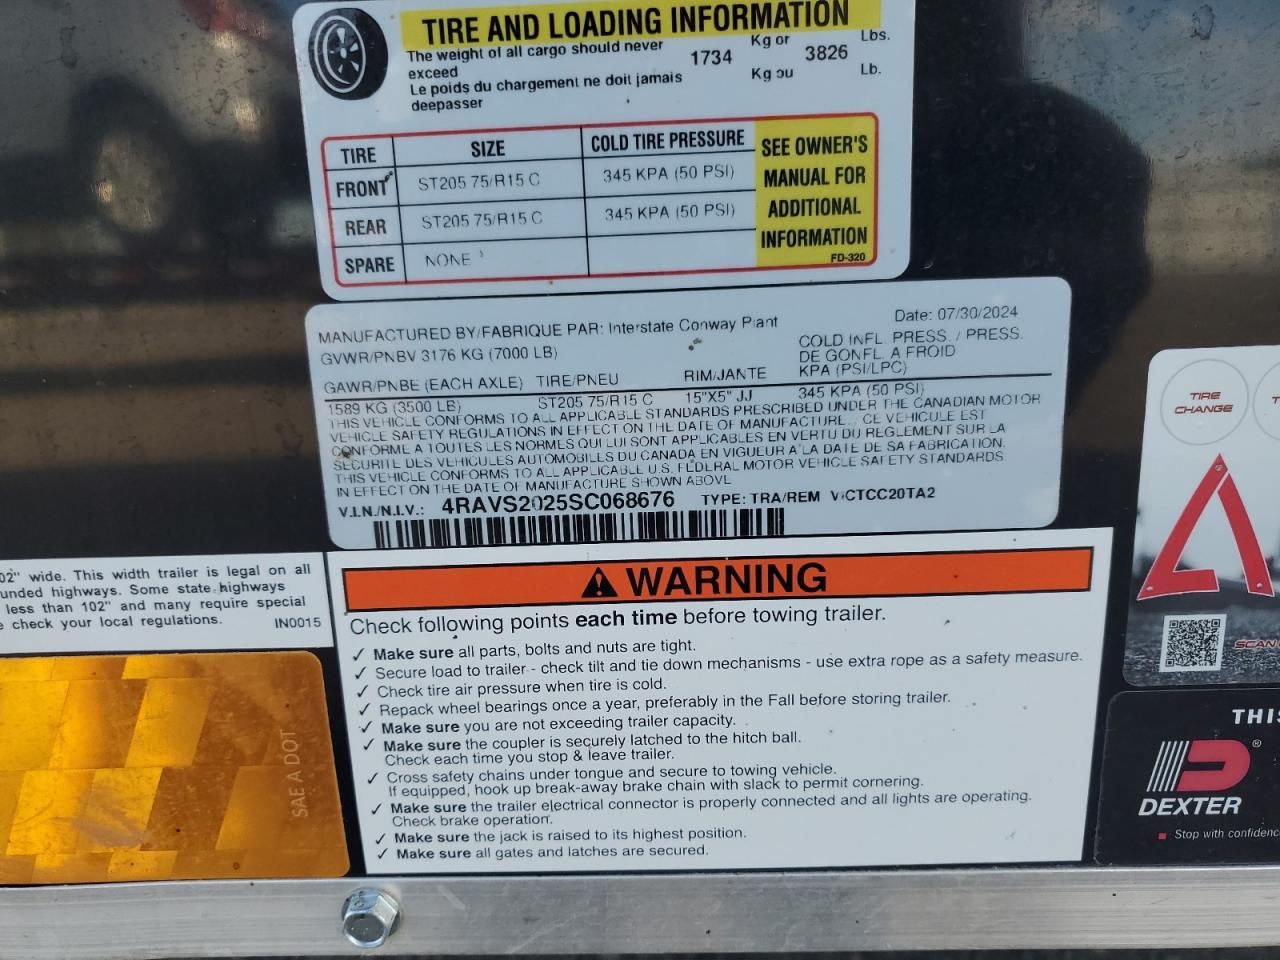 TIRE AND LOADING INFORMATION
The weight of all cargo should never exceed 1734 Kg or 3826 Lbs.
Le poids du chargement ne doit jamais deepasser Kg ou Lb.
TIRE SIZE COLD TIRE PRESSURE
FRONT ST205 75/R15 C 345 KPA (50 PSI)
REAR ST205 75/R15 C 345 KPA (50 PSI)
SPARE NONE
SEE OWNER'S
MANUAL FOR
ADDITIONAL
INFORMATION
FD-320
MANUFACTURED BY/FABRIQUE PAR: Interstate Conway Plant Date: 07/30/2024
GVWR/PNBV 3176 KG (7000 LB)
COLD INFL. PRESS. / PRESS.
DE GONFL. A FROID
KPA (PSI/LPC)
GAWR/PNBE (EACH AXLE) TIRE/PNEU RIM/JANTE
1589 KG (3500 LB) ST205 75/R15 C 15"X5" JJ 345 KPA (50 PSI)
THIS VEHICLE CONFORMS TO ALL APPLICABLE STANDARDS PRESCRIBED UNDER THE CANADIAN MOTOR
VEHICLE SAFETY REGULATIONS IN EFFECT ON THE DATE OF MANUFACTURE. CE VEHICULE EST
CONFORME A TOUTES LES NORMES QUI LUI SONT APPLICABLES EN VERTU DU REGLEMENT SUR LA
SECURITE DES VEHICULES AUTOMOBILES DU CANADA EN VIGUEUR A'LA DATE DE SA FABRICATION.
THIS VEHICLE CONFORMS TO ALL APPLICABLE U.S. FEDERAL MOTOR VEHICLE SAFETY STANDARDS
IN EFFECT ON THE DATE OF MANUFACTURE SHOWN ABOVE
V.I.N./N.I.V.: 4RAVS2025SC068676 TYPE: TRA/REM VCTCC20TA2
02" wide. This width trailer is legal on all
unded highways. Some state highways
less than 102" and many require special
check your local regulations. IN0015
SAE A DOT
WARNING
Check following points each time before towing trailer.
✓ Make sure all parts, bolts and nuts are tight.
✓ Secure load to trailer - check tilt and tie down mechanisms - use extra rope as a safety measure.
✓ Check tire air pressure when tire is cold.
✓ Repack wheel bearings once a year, preferably in the Fall before storing trailer.
✓ Make sure you are not exceeding trailer capacity.
✓ Make sure the coupler is securely latched to the hitch ball.
Check each time you stop & leave trailer.
✓ Cross safety chains under tongue and secure to towing vehicle.
If equipped, hook up break-away brake chain with slack to permit cornering.
✓ Make sure the trailer electrical connector is properly connected and all lights are operating.
Check brake operation.
✓ Make sure the jack is raised to its highest position.
✓ Make sure all gates and latches are secured.
TIRE
CHANGE
SCAN
THIS
DEXTER
Stop with confidence